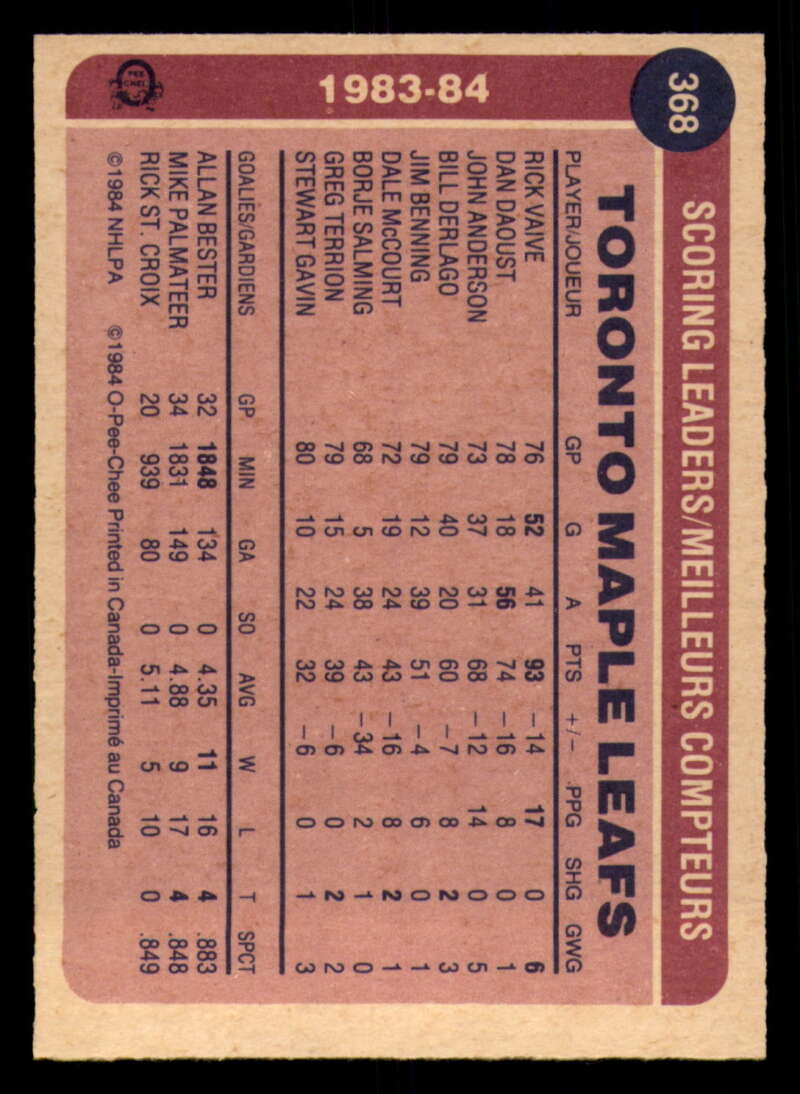 368
SCORING LEADERS/MEILLEURS COMPTEURS
TORONTO MAPLE LEAFS
1983-84
PLAYER/JOUEUR GP G A PTS +/- PPG SHG GWG
RICK VAIVE 76 52 41 93 -14 17 0 6
DAN DAOUST 78 18 56 74 -16 8 0 1
JOHN ANDERSON 73 37 31 68 -12 14 0 5
BILL DERLAGO 79 40 20 60 -7 8 2 3
JIM BENNING 79 12 39 51 -4 6 0 1
DALE McCOURT 72 19 24 43 -16 8 2 1
BORJE SALMING 68 5 38 43 -34 2 1 0
GREG TERRION 79 15 24 39 -6 0 2 2
STEWART GAVIN 80 10 22 32 -6 0 1 3
GOALIES/GARDIENS GP MIN GA SO AVG W L T SPCT
ALLAN BESTER 32 1848 134 0 4.35 11 16 4 .883
MIKE PALMATEER 34 1831 149 0 4.88 9 17 4 .848
RICK ST. CROIX 20 939 80 0 5.11 5 10 0 .849
©1984 NHLPA ©1984 O-Pee-Chee Printed in Canada-Imprimé au Canada
O
PEE
CHEE